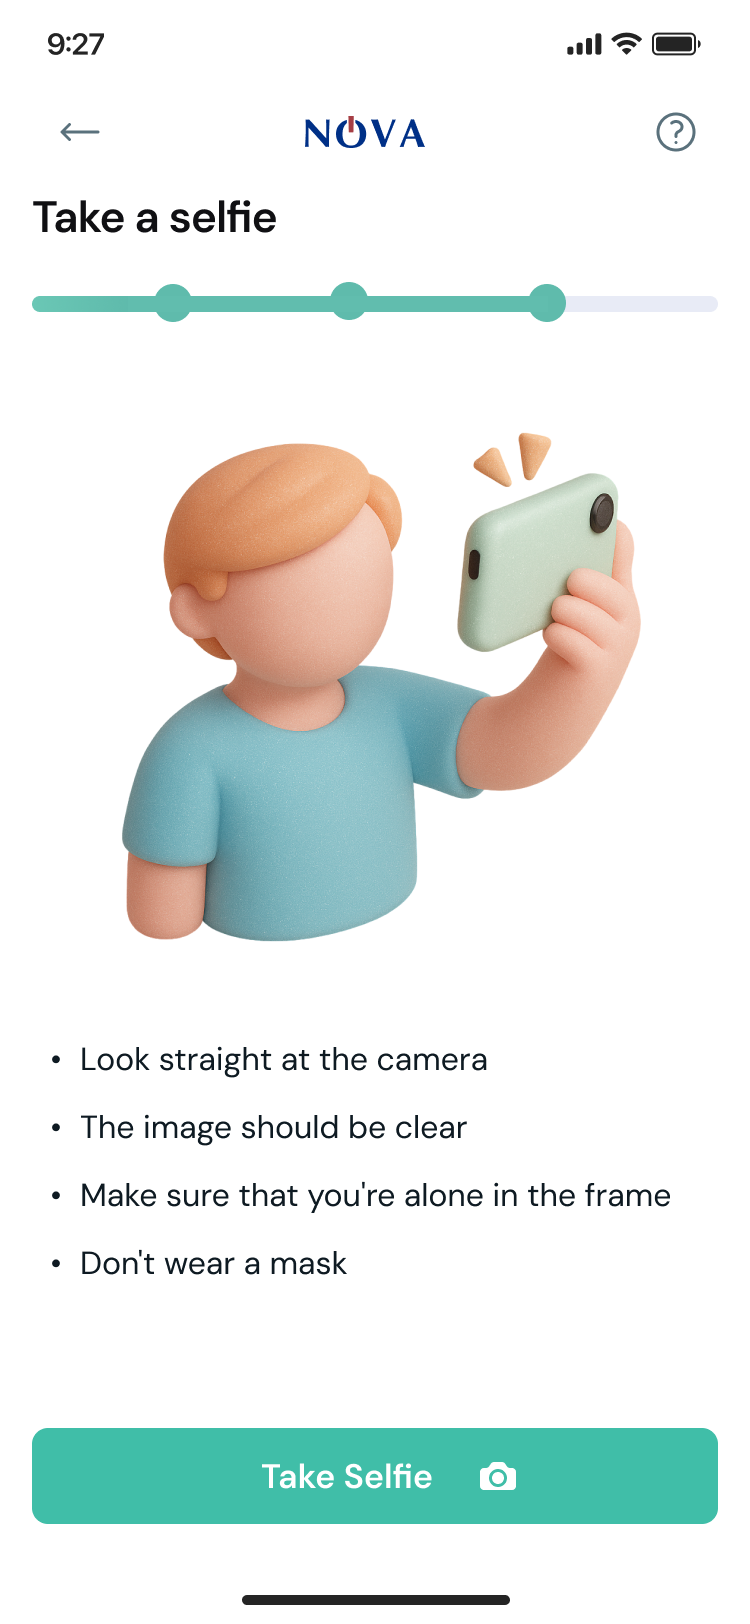 9:27
NOVA
Take a selfie
• Look straight at the camera
• The image should be clear
• Make sure that you're alone in the frame
• Don't wear a mask
Take Selfie